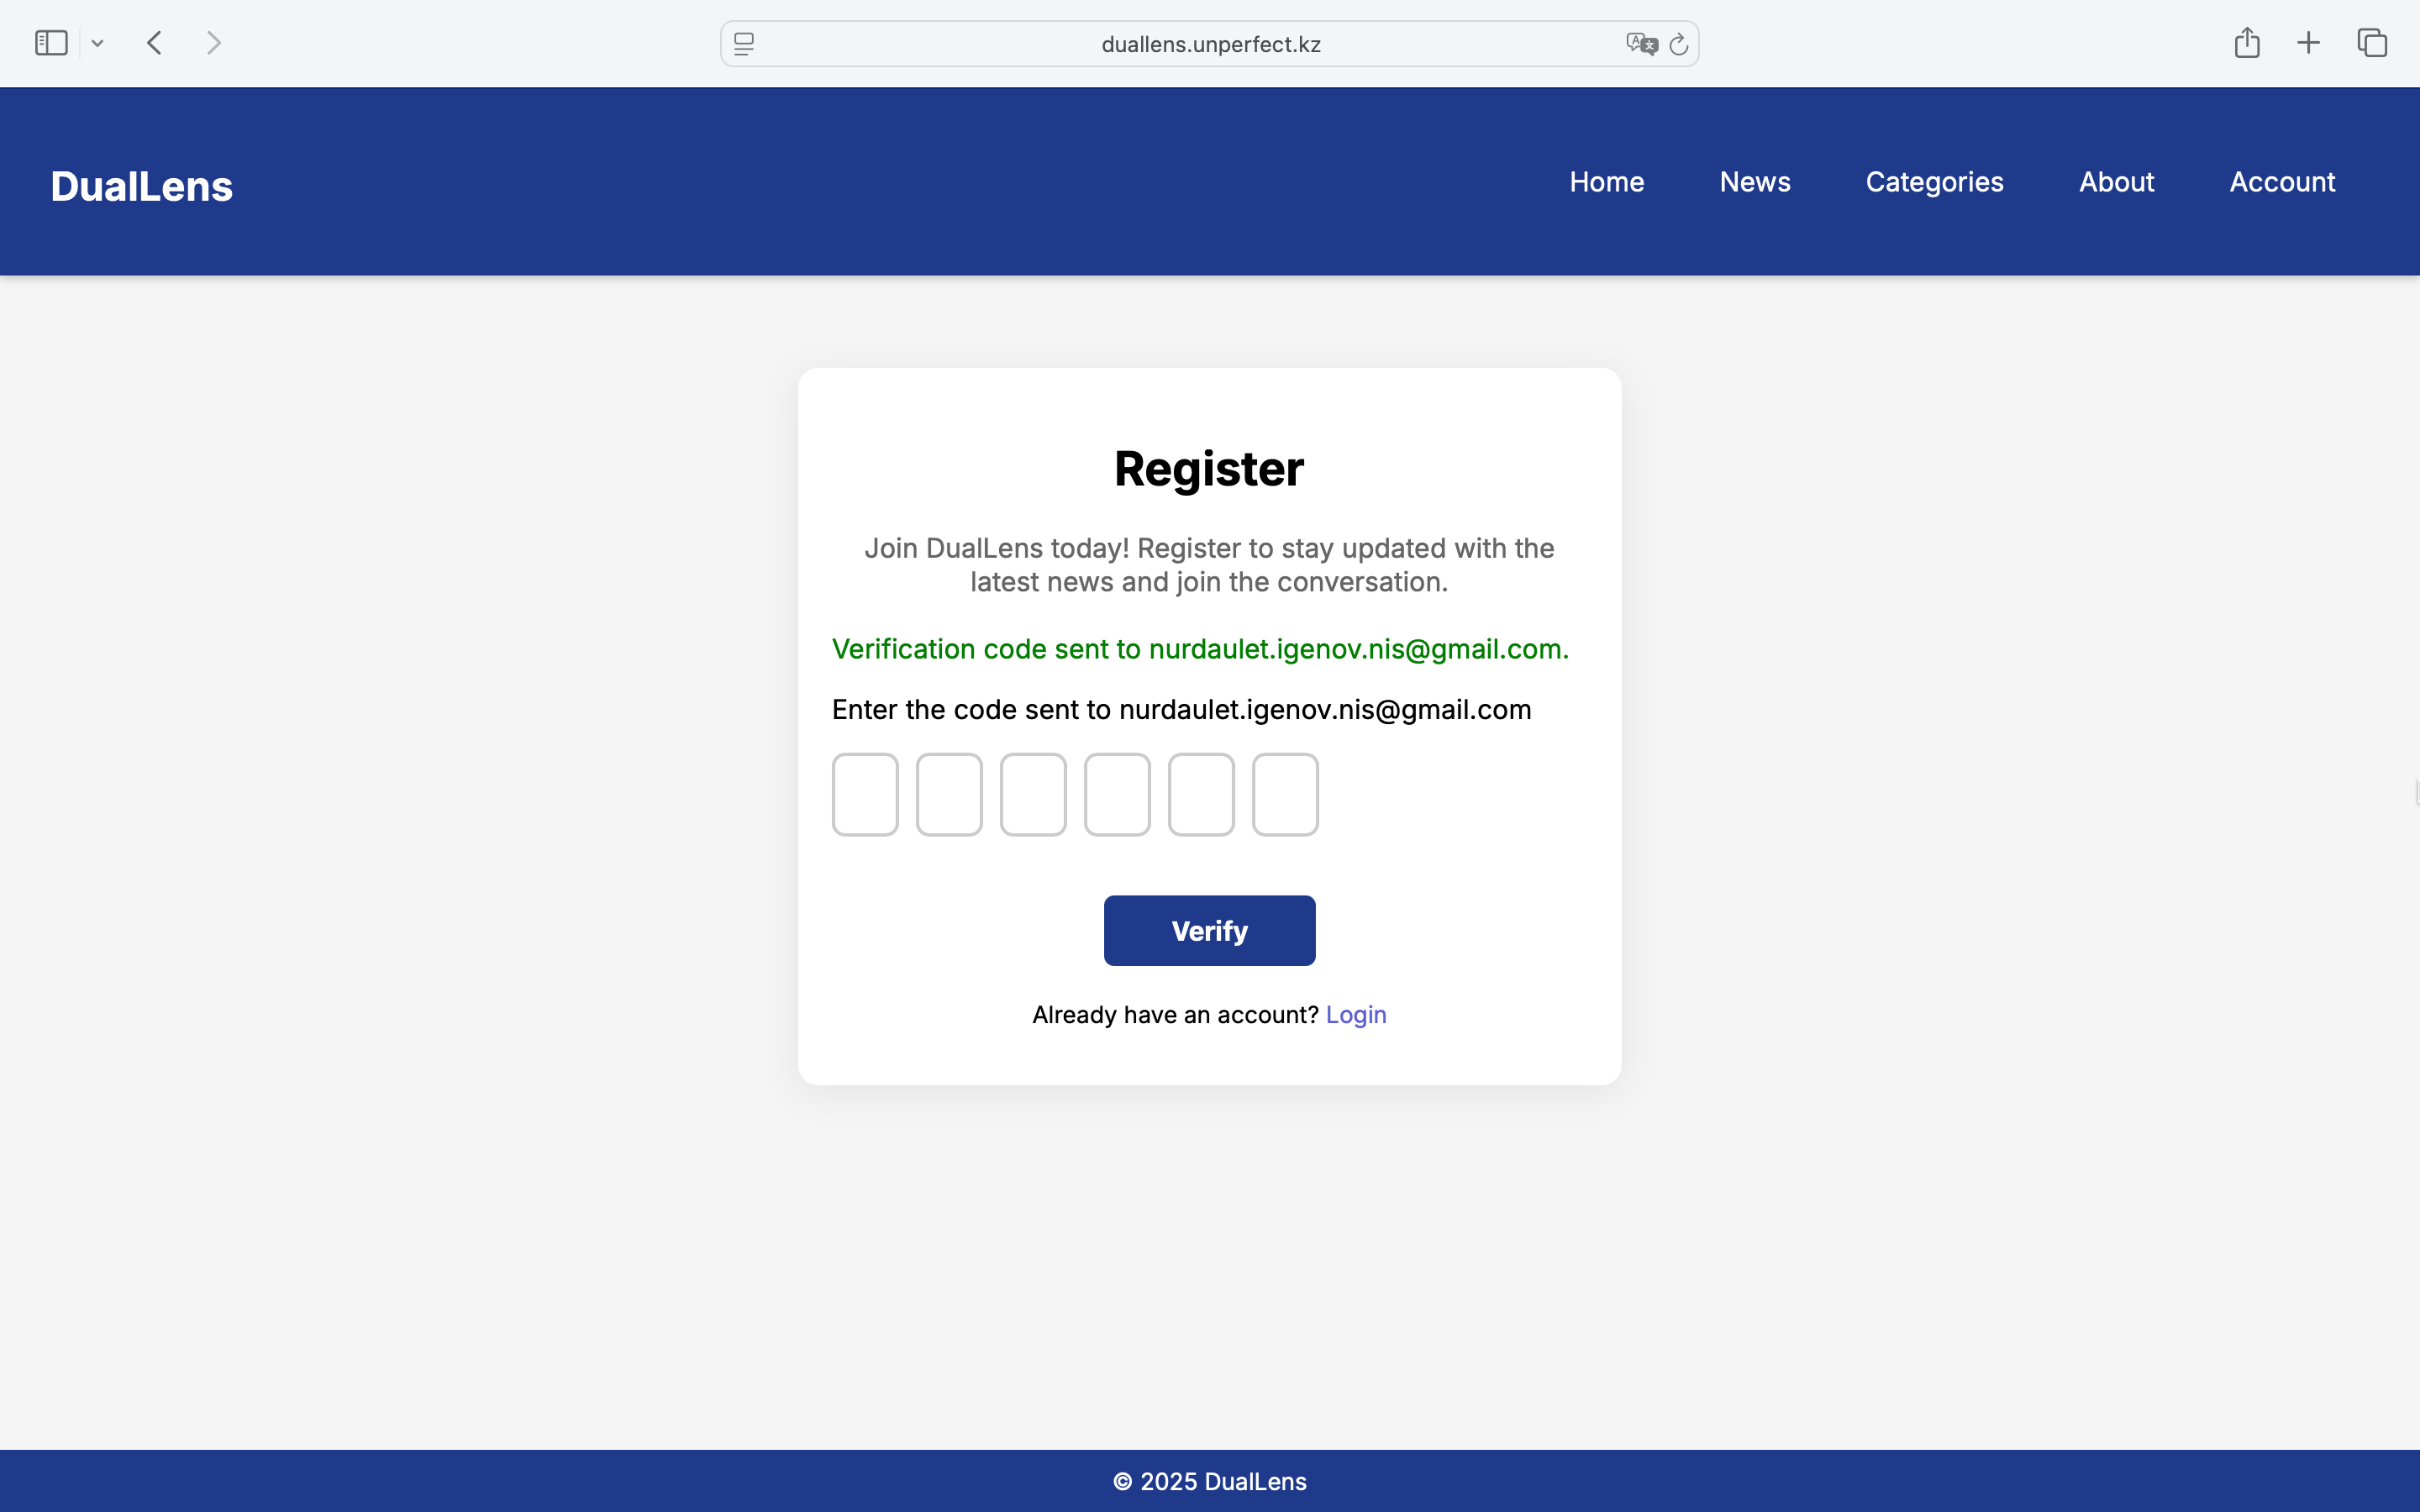 duallens.unperfect.kz
DualLens
Home News Categories About Account
Register
Join DualLens today! Register to stay updated with the
latest news and join the conversation.
Verification code sent to nurdaulet.igenov.nis@gmail.com.
Enter the code sent to nurdaulet.igenov.nis@gmail.com
Verify
Already have an account? Login
© 2025 DualLens